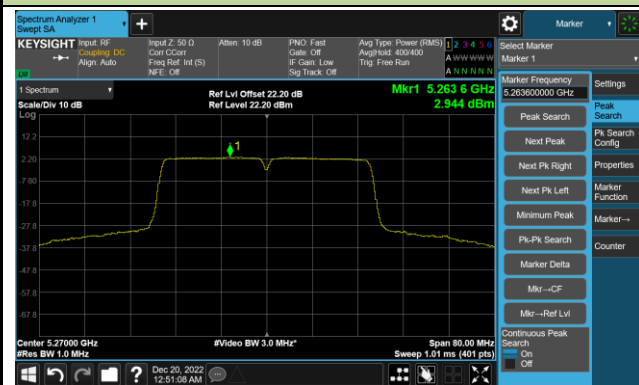 Spectrum Analyzer 1
Swept SA
Marker
KEYSIGHT
Input: RF
Coupling: DC
Align: Auto
Input Z: 50 Ω
Corr CCorr
Freq Ref: Int (S)
NFE: Off
Atten: 10 dB
PNO: Fast
Gate: Off
IF Gain: Low
Sig Track: Off
Avg Type: Power (RMS)
Avg|Hold: 400/400
Trig: Free Run
1 2 3 4 5 6
A W W W W W
A N N N N N
Select Marker
Marker 1
1 Spectrum
Scale/Div 10 dB
Log
Ref Lvl Offset 22.20 dB
Ref Level 22.20 dBm
Mkr1 5.263 6 GHz
2.944 dBm
12.2
2.20
-7.80
-17.8
-27.8
-37.8
-47.8
-57.8
-67.8
1
Center 5.27000 GHz
#Res BW 1.0 MHz
#Video BW 3.0 MHz*
Span 80.00 MHz
Sweep 1.01 ms (401 pts)
Marker Frequency
5.263600000 GHz
Peak Search
Next Peak
Next Pk Right
Next Pk Left
Minimum Peak
Pk-Pk Search
Marker Delta
Mkr→CF
Mkr→Ref Lvl
Continuous Peak
Search
On
Off
Settings
Peak
Search
Pk Search
Config
Properties
Marker
Function
Marker→
Counter
Dec 20, 2022
12:51:08 AM